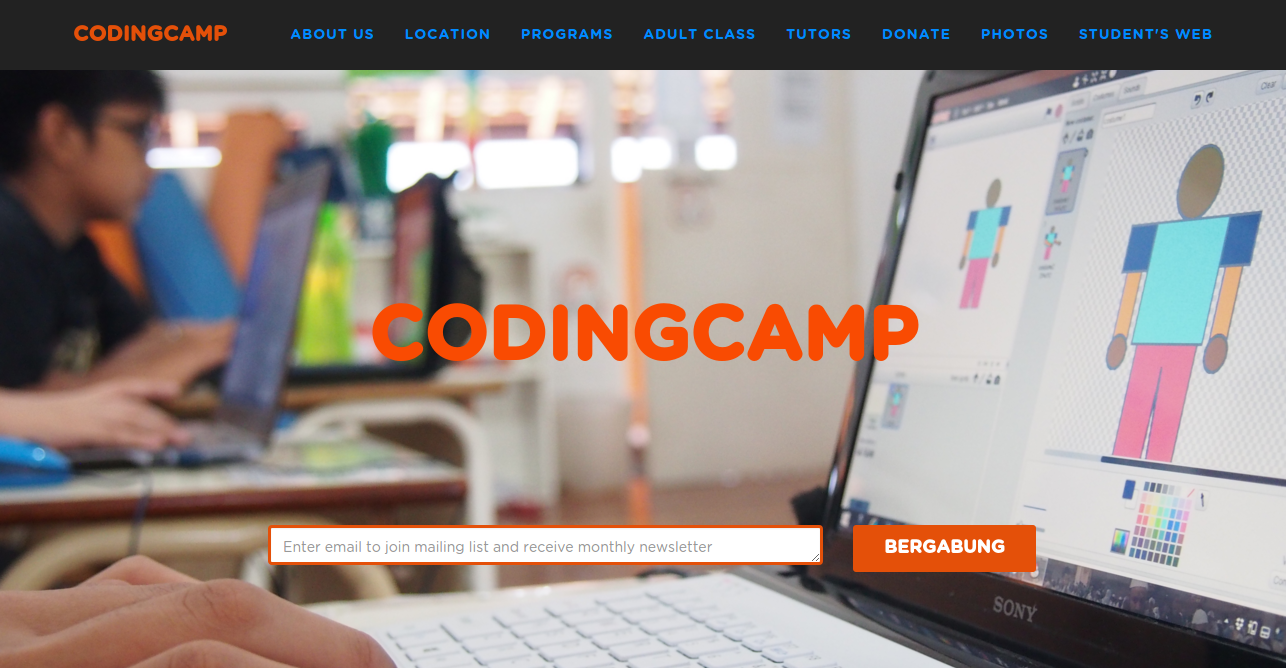 CODINGCAMP ABOUT US LOCATION PROGRAMS ADULT CLASS TUTORS DONATE PHOTOS STUDENT'S WEB
Clear
CODINGCAMP
Enter email to join mailing list and receive monthly newsletter BERGABUNG
SONY